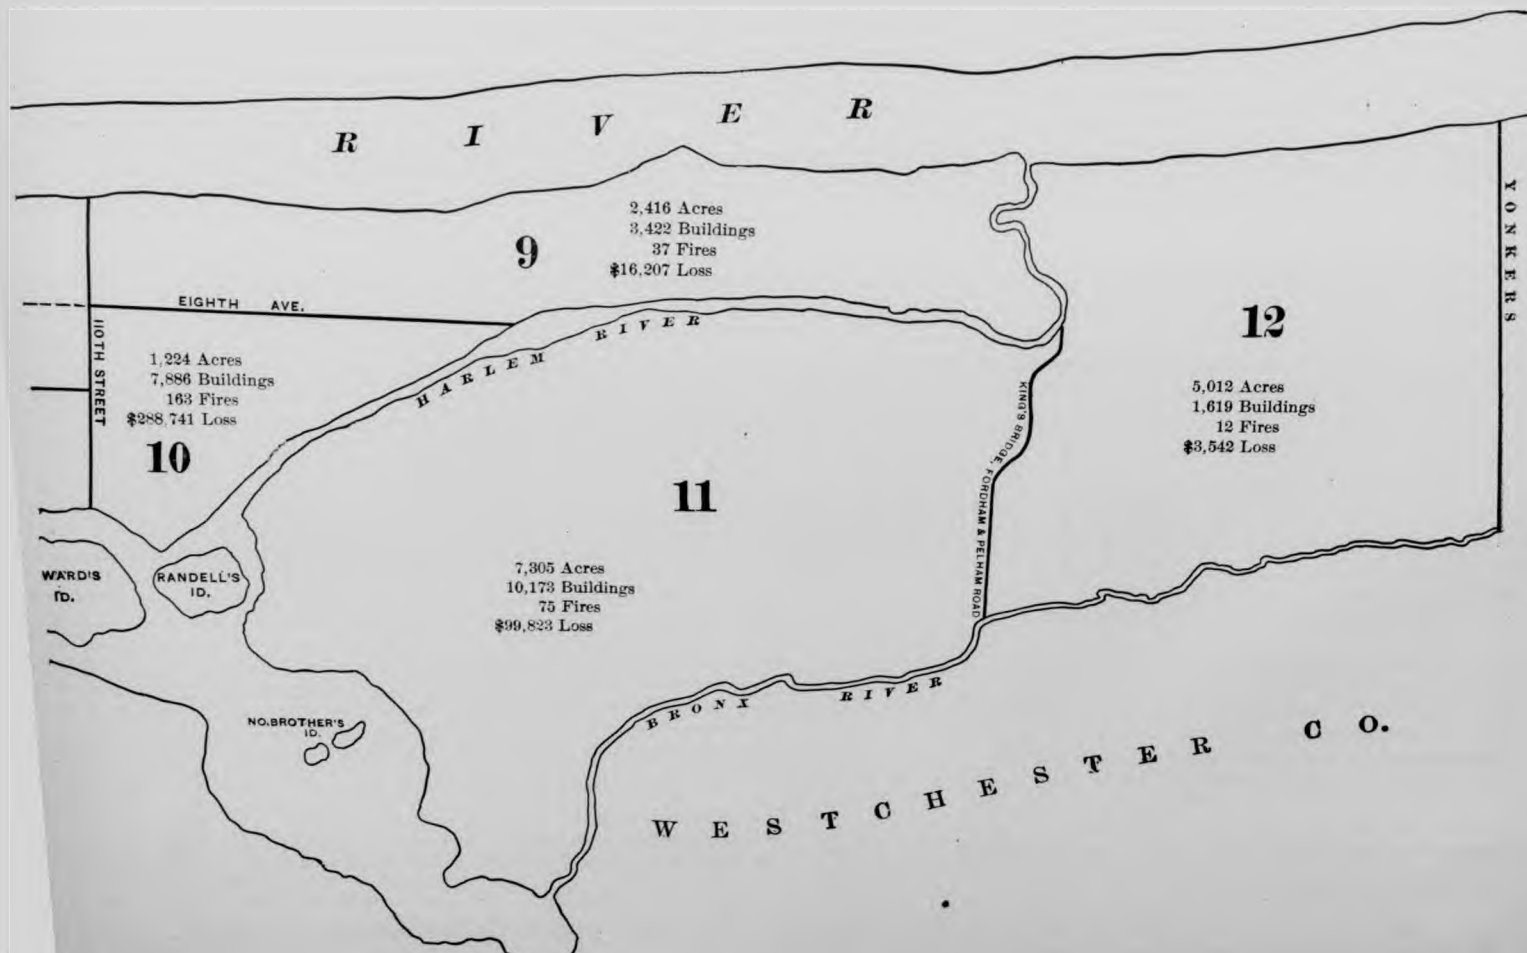 RIVER
2,416 Acres
3,422 Buildings
37 Fires
$16,207 Loss
9
YONKERS
EIGHTH AVE.
110TH STREET
1,224 Acres
7,886 Buildings
163 Fires
$288,741 Loss
10
HARLEM RIVER
12
5,012 Acres
1,619 Buildings
12 Fires
$3,542 Loss
KING'S BRIDGE, FORDHAM & PELHAM ROAD
11
7,305 Acres
10,173 Buildings
75 Fires
$99,823 Loss
WARD'S
ID.
RANDELL'S
ID.
NO. BROTHER'S
ID.
BRONX RIVER
WESTCHESTER CO.